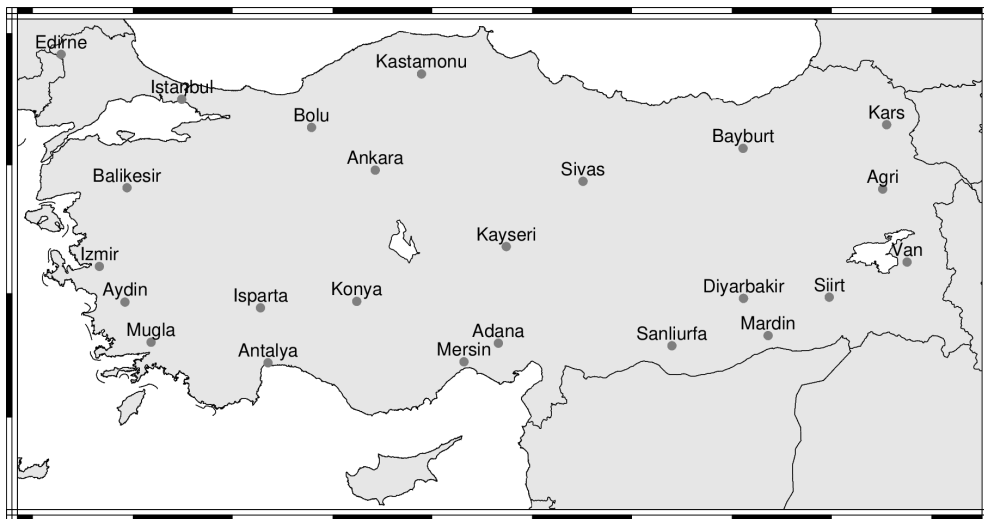 Edirne
Kastamonu
Istanbul
Bolu
Kars
Bayburt
Ankara
Sivas
Balikesir
Agri
Kayseri
Van
Izmir
Aydin
Isparta
Konya
Diyarbakir
Siirt
Mugla
Adana
Sanliurfa
Mardin
Antalya
Mersin